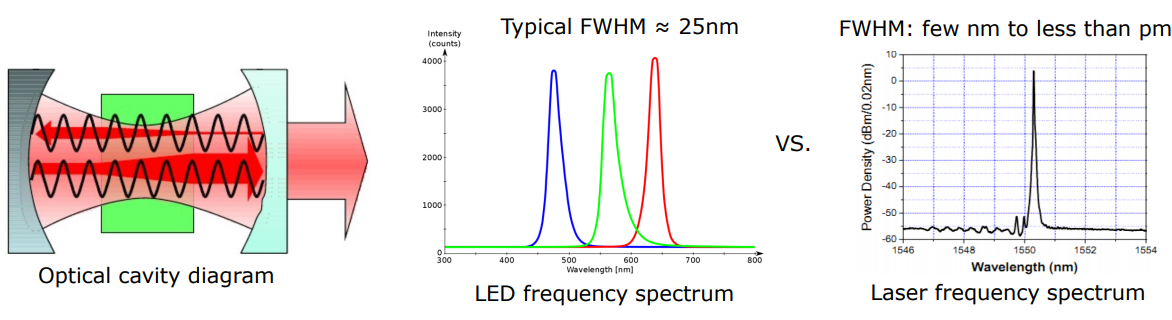 Optical cavity diagram
Typical FWHM ≈ 25nm
Intensity
(counts)
4000
3000
2000
1000
0
300 400 500 600 700 800
Wavelength [nm]
LED frequency spectrum
vs.
FWHM: few nm to less than pm
Power Density (dBm/0.02nm)
10
0
-10
-20
-30
-40
-50
-60
1546 1548 1550 1552 1554
Wavelength (nm)
Laser frequency spectrum